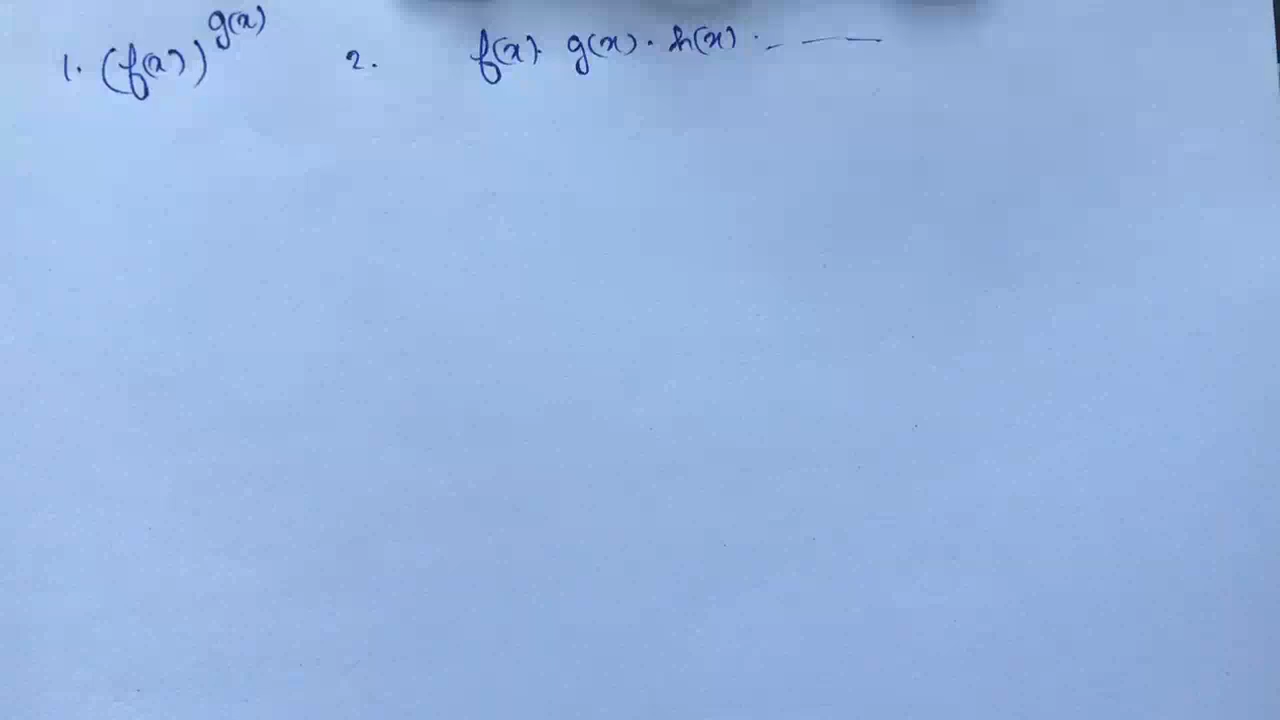 1. (f(x))^{g(x)} 2. f(x). g(x). h(x). - —